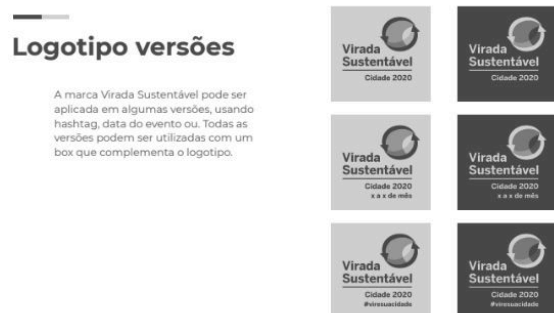 Logotipo versões
A marca Virada Sustentável pode ser
aplicada em algumas versões, usando
hashtag, data do evento ou. Todas as
versões podem ser utilizadas com um
box que complementa o logotipo.
Virada
Sustentável
Cidade 2020
Virada
Sustentável
Cidade 2020
Virada
Sustentável
Cidade 2020
x a x de mês
Virada
Sustentável
Cidade 2020
x a x de mês
Virada
Sustentável
Cidade 2020
#viresuacidade
Virada
Sustentável
Cidade 2020
#viresuacidade